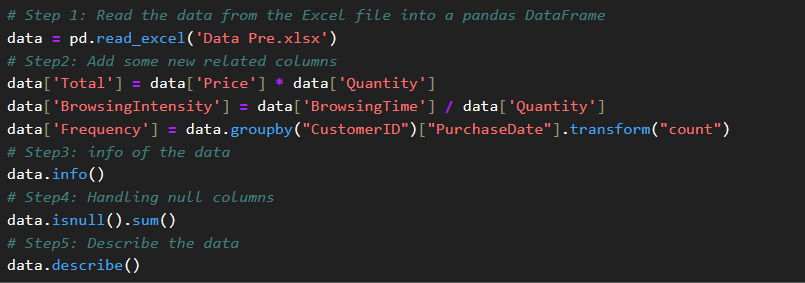 # Step 1: Read the data from the Excel file into a pandas DataFrame
data = pd.read_excel('Data Pre.xlsx')
# Step2: Add some new related columns
data['Total'] = data['Price'] * data['Quantity']
data['BrowsingIntensity'] = data['BrowsingTime'] / data['Quantity']
data['Frequency'] = data.groupby("CustomerID")["PurchaseDate"].transform("count")
# Step3: info of the data
data.info()
# Step4: Handling null columns
data.isnull().sum()
# Step5: Describe the data
data.describe()